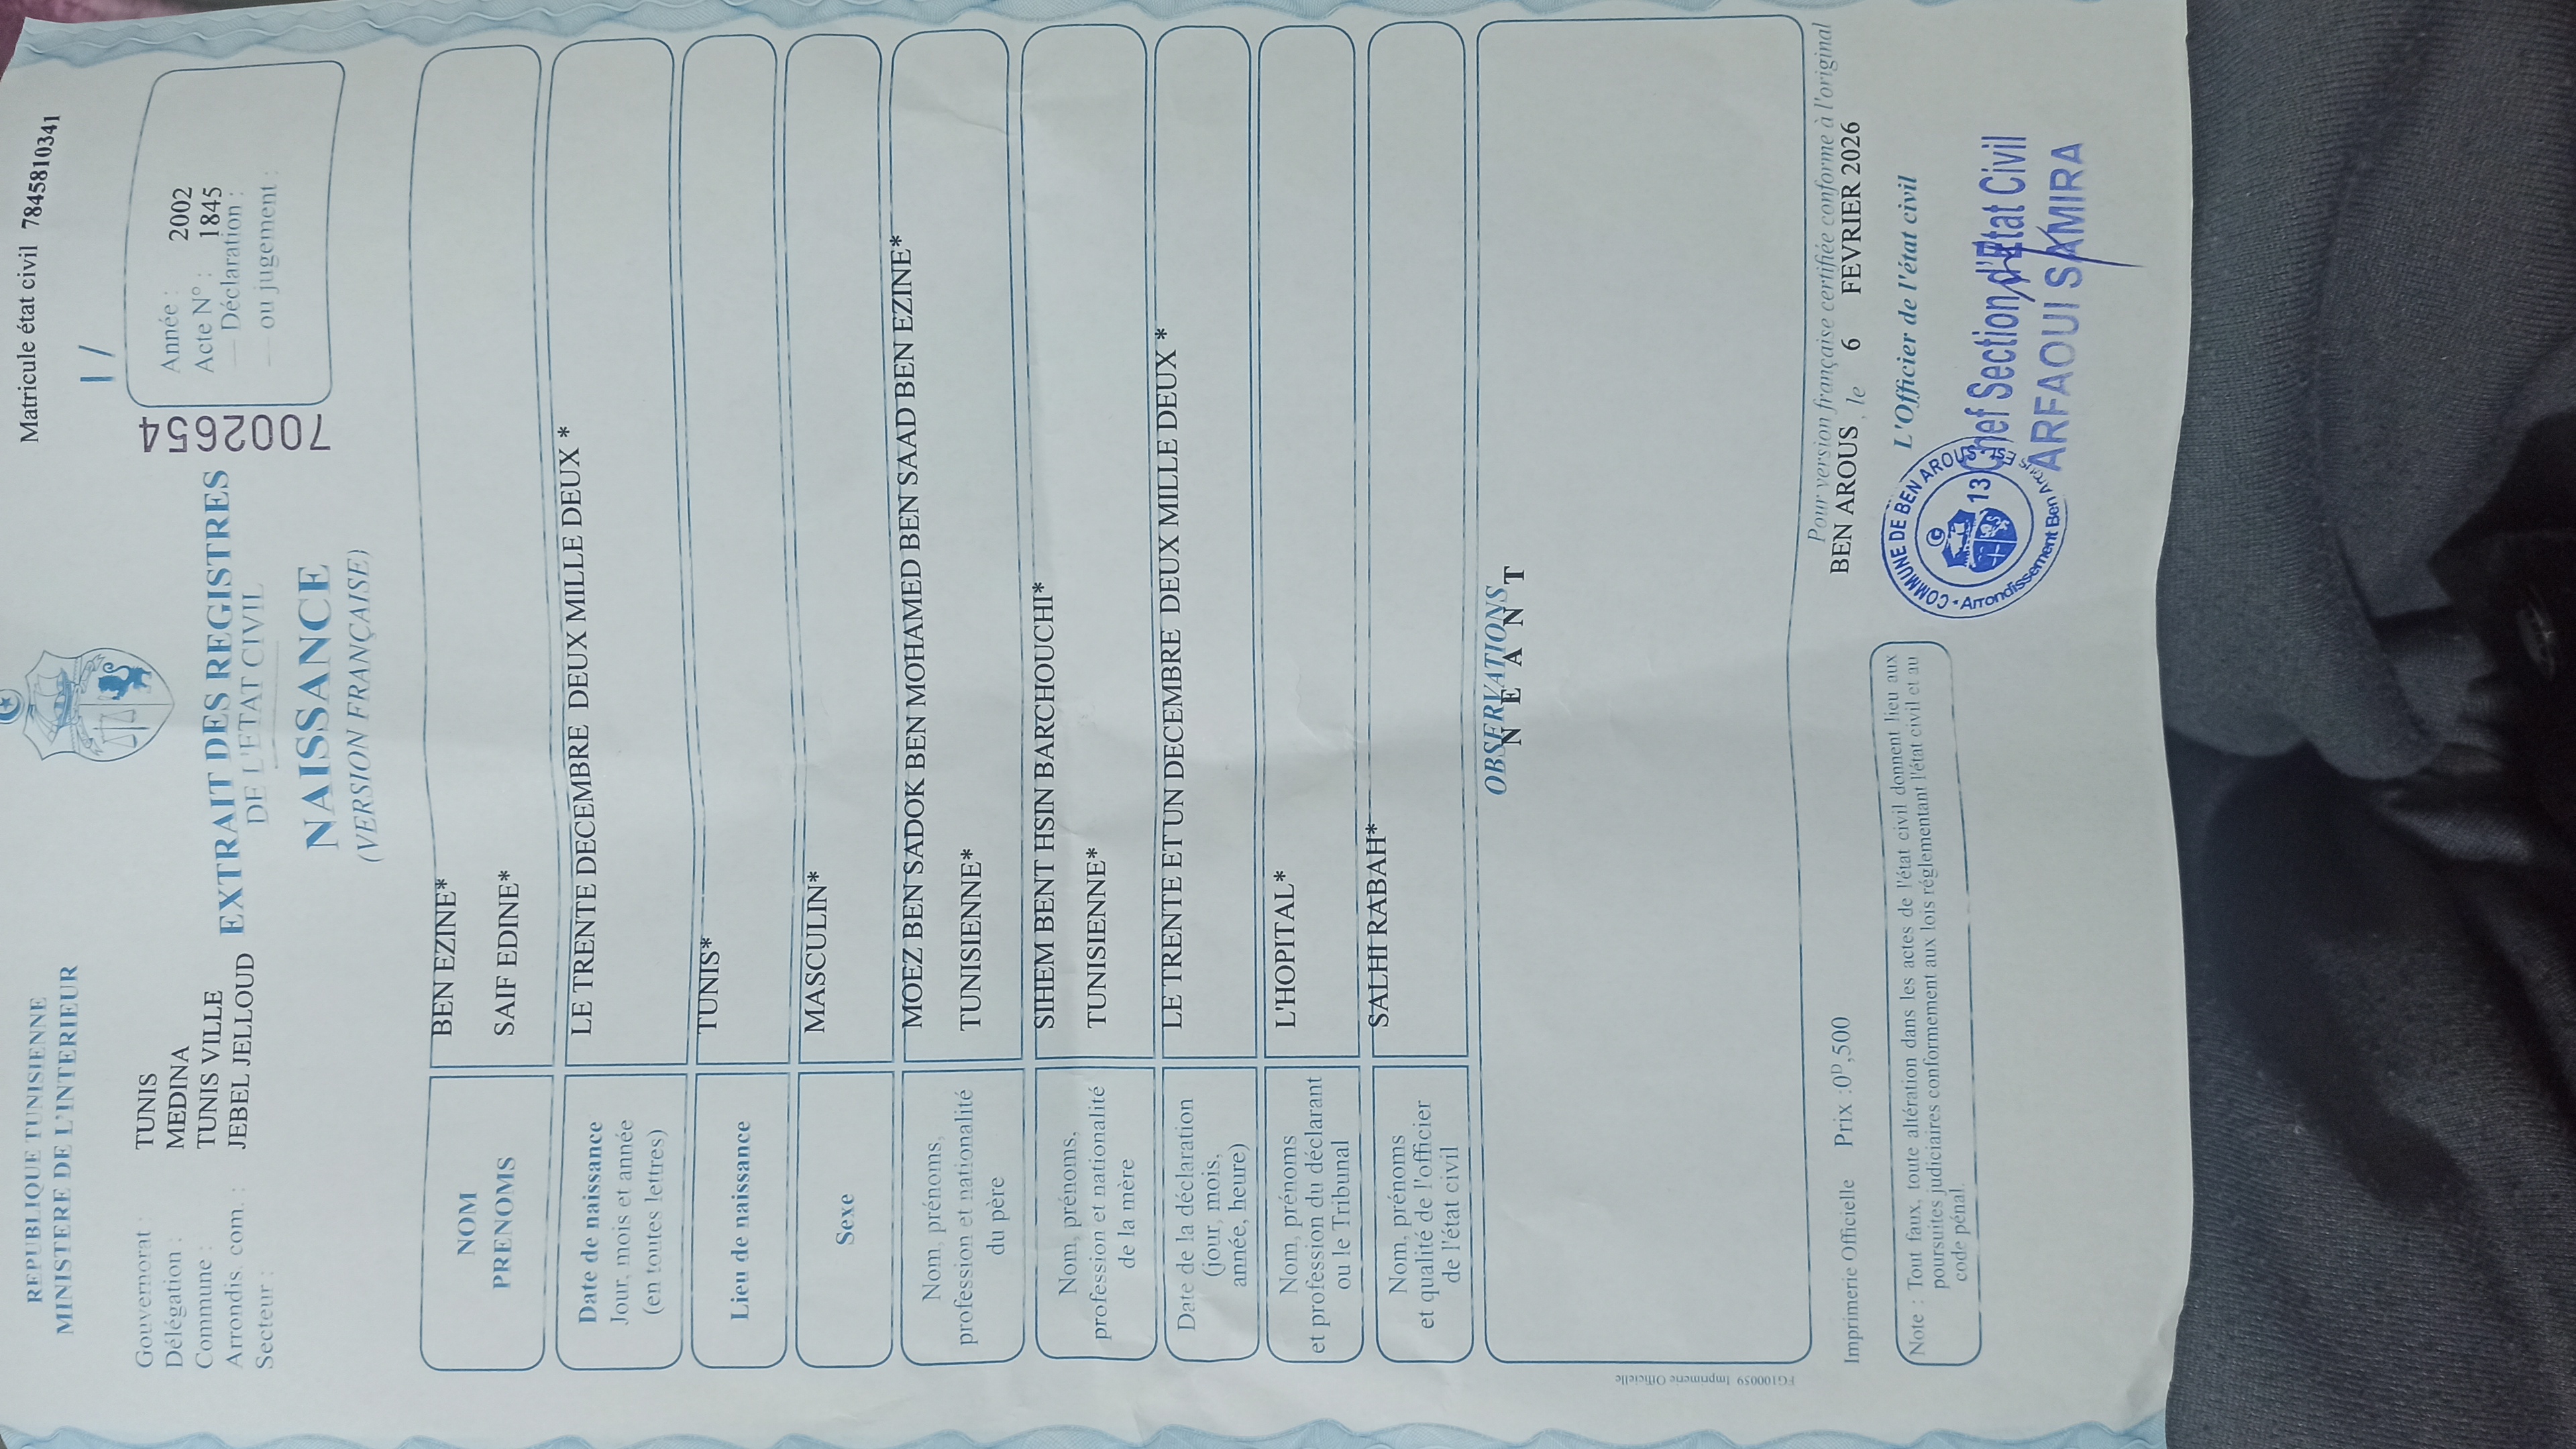 Matricule état civil 7845810341
REPUBLIQUE TUNISIENNE
MINISTERE DE L'INTERIEUR
1 /
Gouvernorat : TUNIS
Délégation : MEDINA
Commune : TUNIS VILLE
Arrondis. com. : JEBEL JELLOUD
Secteur :
EXTRAIT DES REGISTRES
DE L'ETAT CIVIL
NAISSANCE
(VERSION FRANÇAISE)
7002654
Année : 2002
Acte N° : 1845
— Déclaration :
— ou jugement :
NOM BEN EZINE*
PRENOMS SAIF EDINE*
Date de naissance
Jour, mois et année
(en toutes lettres)
LE TRENTE DECEMBRE DEUX MILLE DEUX *
Lieu de naissance TUNIS*
Sexe MASCULIN*
Nom, prénoms,
profession et nationalité
du père
MOEZ BEN SADOK BEN MOHAMED BEN SAAD BEN EZINE*
TUNISIENNE*
Nom, prénoms,
profession et nationalité
de la mère
SIHEM BENT HSIN BARCHOUCHI*
TUNISIENNE*
Date de la déclaration
(jour, mois,
année, heure)
LE TRENTE ET UN DECEMBRE DEUX MILLE DEUX *
Nom, prénoms
et profession du déclarant
ou le Tribunal
L'HOPITAL*
Nom, prénoms
et qualité de l'officier
de l'état civil
SALHI RABAH*
OBSERVATIONS
N E A N T
FG100059 Imprimerie Officielle
Pour version française certifiée conforme à l'original
Imprimerie Officielle Prix :0D,500
BEN AROUS , le 6 FEVRIER 2026
L'Officier de l'état civil
Note : Tout faux, toute altération dans les actes de l'état civil donnent lieu aux
poursuites judiciaires conformement aux lois réglementant l'état civil et au
code pénal.
COMMUNE DE BEN AROUS
13
Arrondissement Ben Arous Est
Chef Section d'Etat Civil
ARFAOUI SAMIRA